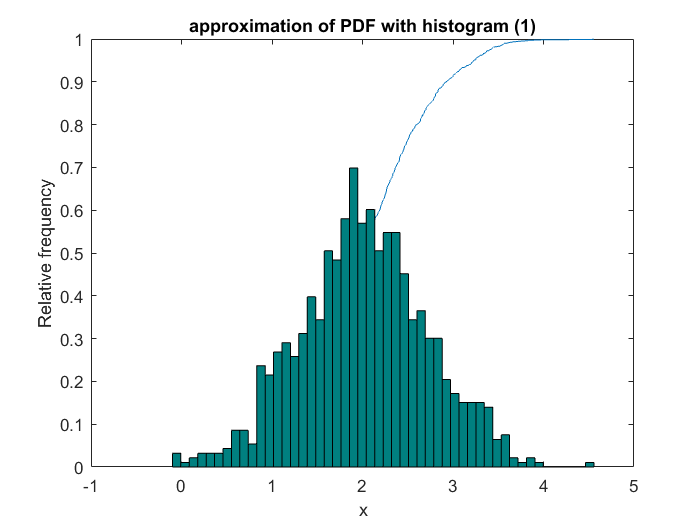 approximation of PDF with histogram (1)
1
0.9
0.8
0.7
0.6
0.5
0.4
0.3
0.2
0.1
0
Relative frequency
-1 0 1 2 3 4 5
x